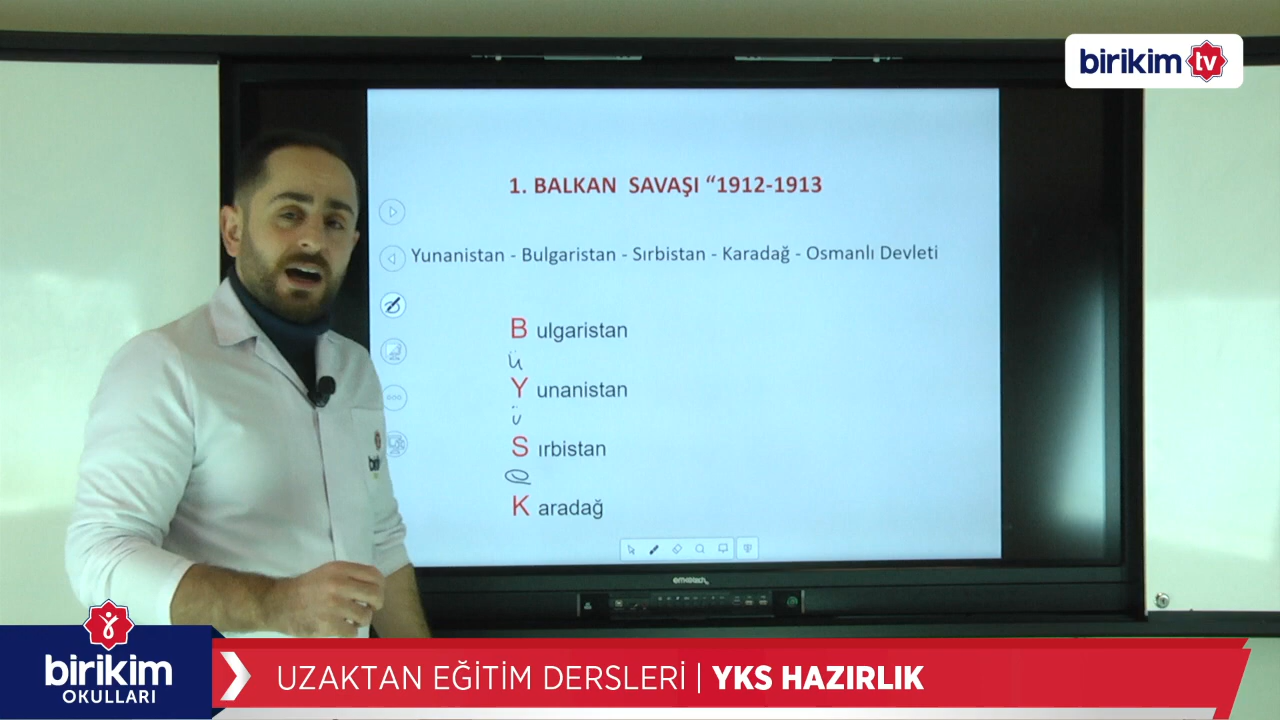 birikim tv
1. BALKAN SAVAŞI “1912-1913
Yunanistan - Bulgaristan - Sırbistan - Karadağ - Osmanlı Devleti
B ulgaristan
ü
Y unanistan
ü
S ırbistan
K aradağ
birikim
OKULLARI
UZAKTAN EĞİTİM DERSLERİ | YKS HAZIRLIK